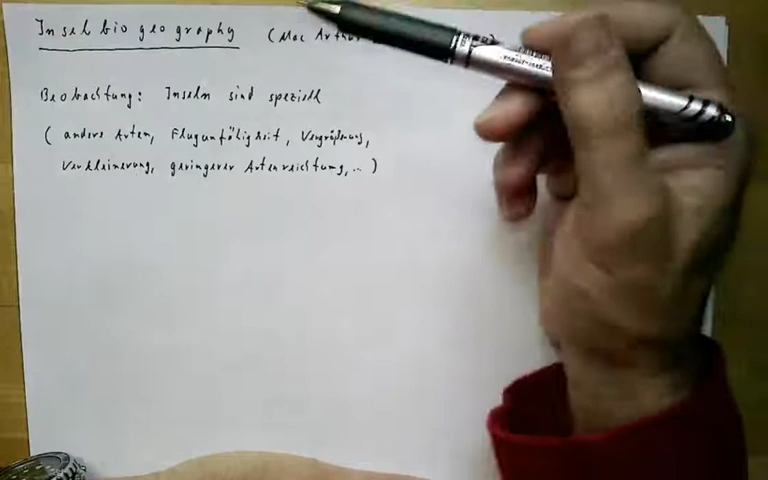 Inselbiogeography (Mac Arthur
Beobachtung: Inseln sind speziell
( andere Arten, Flugunfähigkeit, Vergrößerung,
Verkleinerung, geringerer Artenreichtum, ... )